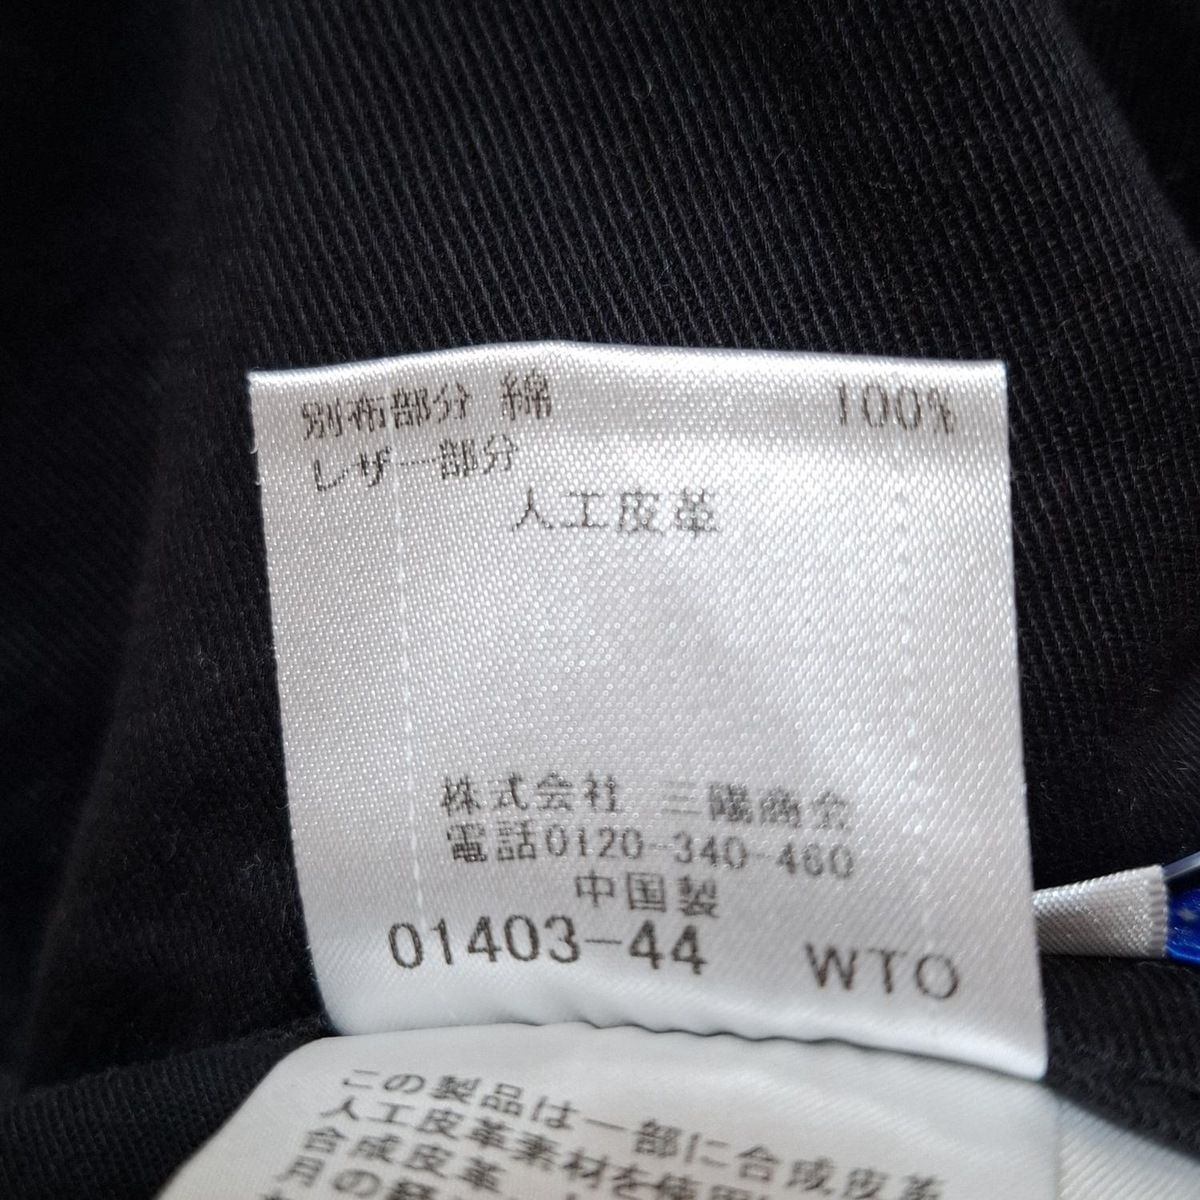 別布部分 綿 100%
レザー部分
人工皮革
株式会社 三陽商会
電話0120-340-460
中国製
01403-44 WTO
この製品は一部に合成皮革
人工皮革素材を使用
合成皮革